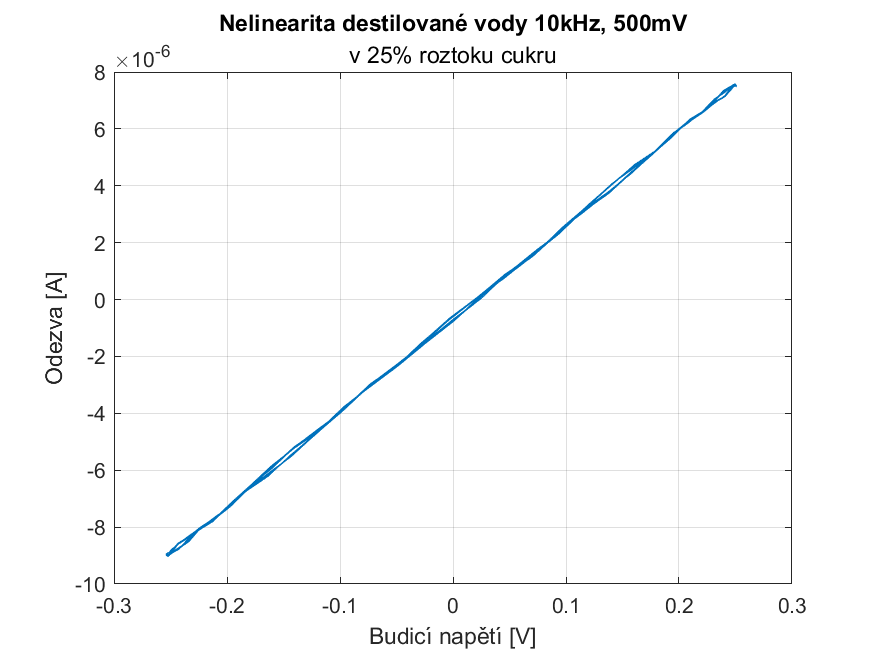 Nelinearita destilované vody 10kHz, 500mV
v 25% roztoku cukru
×10^-6
8
6
4
2
0
-2
-4
-6
-8
-10
Odezva [A]
-0.3 -0.2 -0.1 0 0.1 0.2 0.3
Budicí napětí [V]